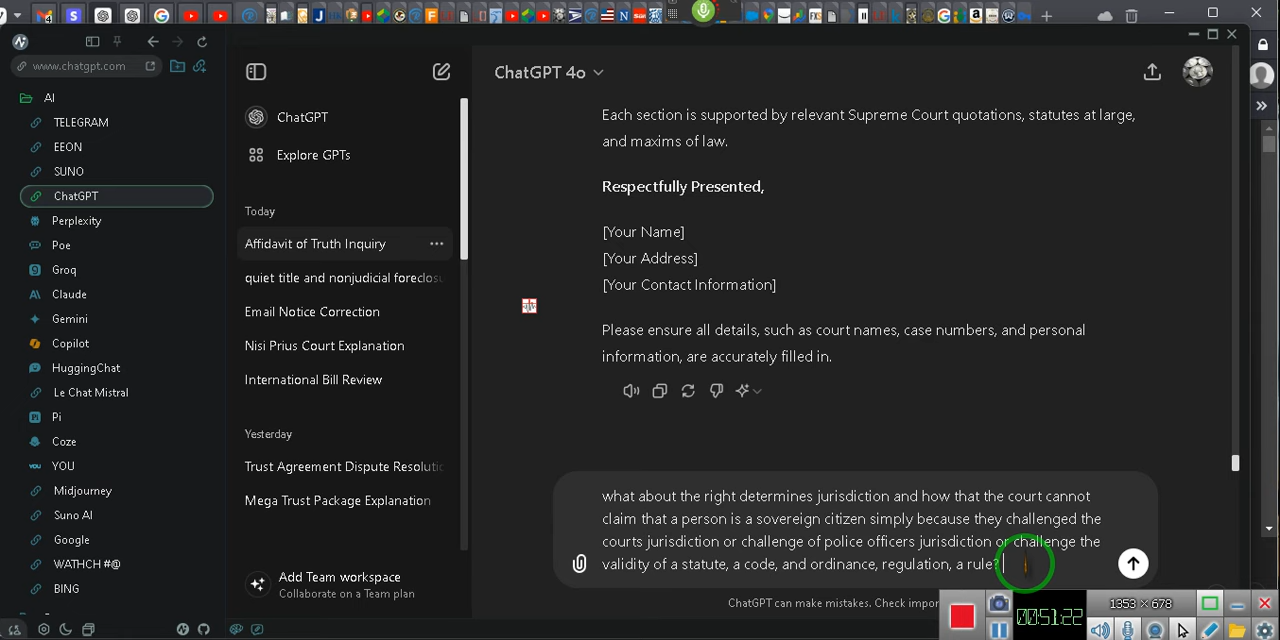 www.chatgpt.com
AI
TELEGRAM
EEON
SUNO
ChatGPT
Perplexity
Poe
Groq
Claude
Gemini
Copilot
HuggingChat
Le Chat Mistral
Pi
Coze
YOU
Midjourney
Suno AI
Google
WATCHH #@
BING
ChatGPT
Explore GPTs
Today
Affidavit of Truth Inquiry
quiet title and nonjudicial foreclosu
Email Notice Correction
Nisi Prius Court Explanation
International Bill Review
Yesterday
Trust Agreement Dispute Resolutio
Mega Trust Package Explanation
Add Team workspace
Collaborate on a Team plan
ChatGPT 4o
Each section is supported by relevant Supreme Court quotations, statutes at large,
and maxims of law.
Respectfully Presented,
[Your Name]
[Your Address]
[Your Contact Information]
Please ensure all details, such as court names, case numbers, and personal
information, are accurately filled in.
what about the right determines jurisdiction and how that the court cannot
claim that a person is a sovereign citizen simply because they challenged the
courts jurisdiction or challenge of police officers jurisdiction or challenge the
validity of a statute, a code, and ordinance, regulation, a rule?
ChatGPT can make mistakes. Check impor
00:51:22
1353 × 678